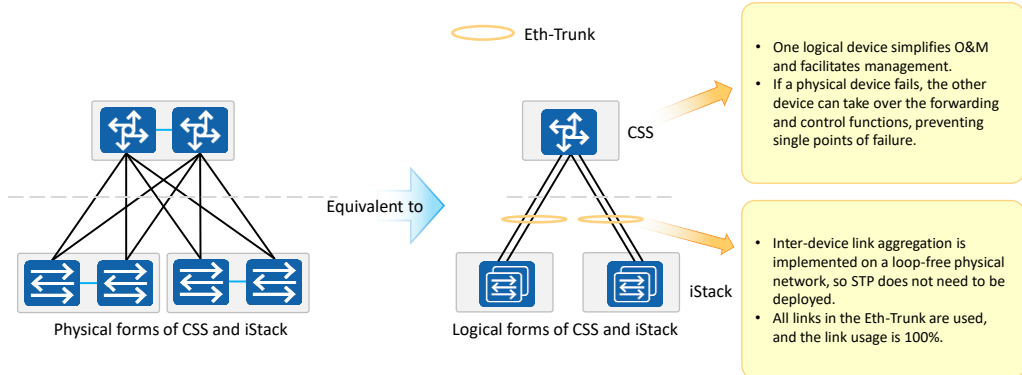 Eth-Trunk
• One logical device simplifies O&M
and facilitates management.
• If a physical device fails, the other
device can take over the forwarding
and control functions, preventing
single points of failure.
CSS
Equivent to
• Inter-device link aggregation is
implemented on a loop-free physical
network, so STP does not need to be
deployed.
• All links in the Eth-Trunk are used,
and the link usage is 100%.
iStack
Physical forms of CSS and iStack
Logical forms of CSS and iStack